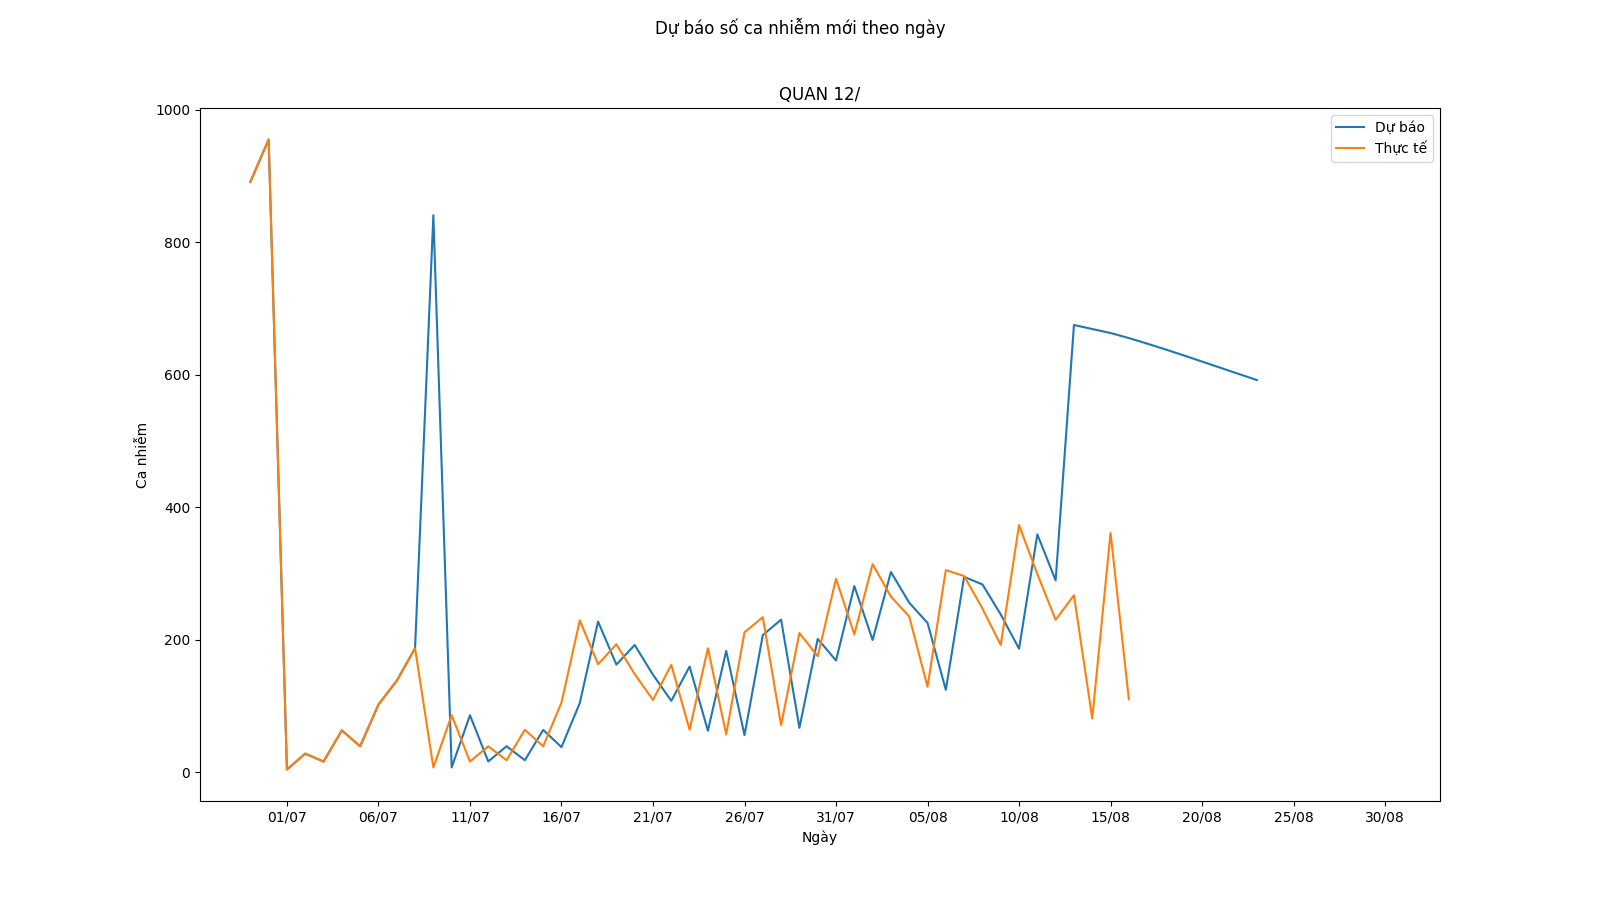 Dự báo số ca nhiễm mới theo ngày
QUAN 12/
Dự báo
Thực tế
1000
800
600
400
200
0
Ca nhiễm
01/07 06/07 11/07 16/07 21/07 26/07 31/07 05/08 10/08 15/08 20/08 25/08 30/08
Ngày